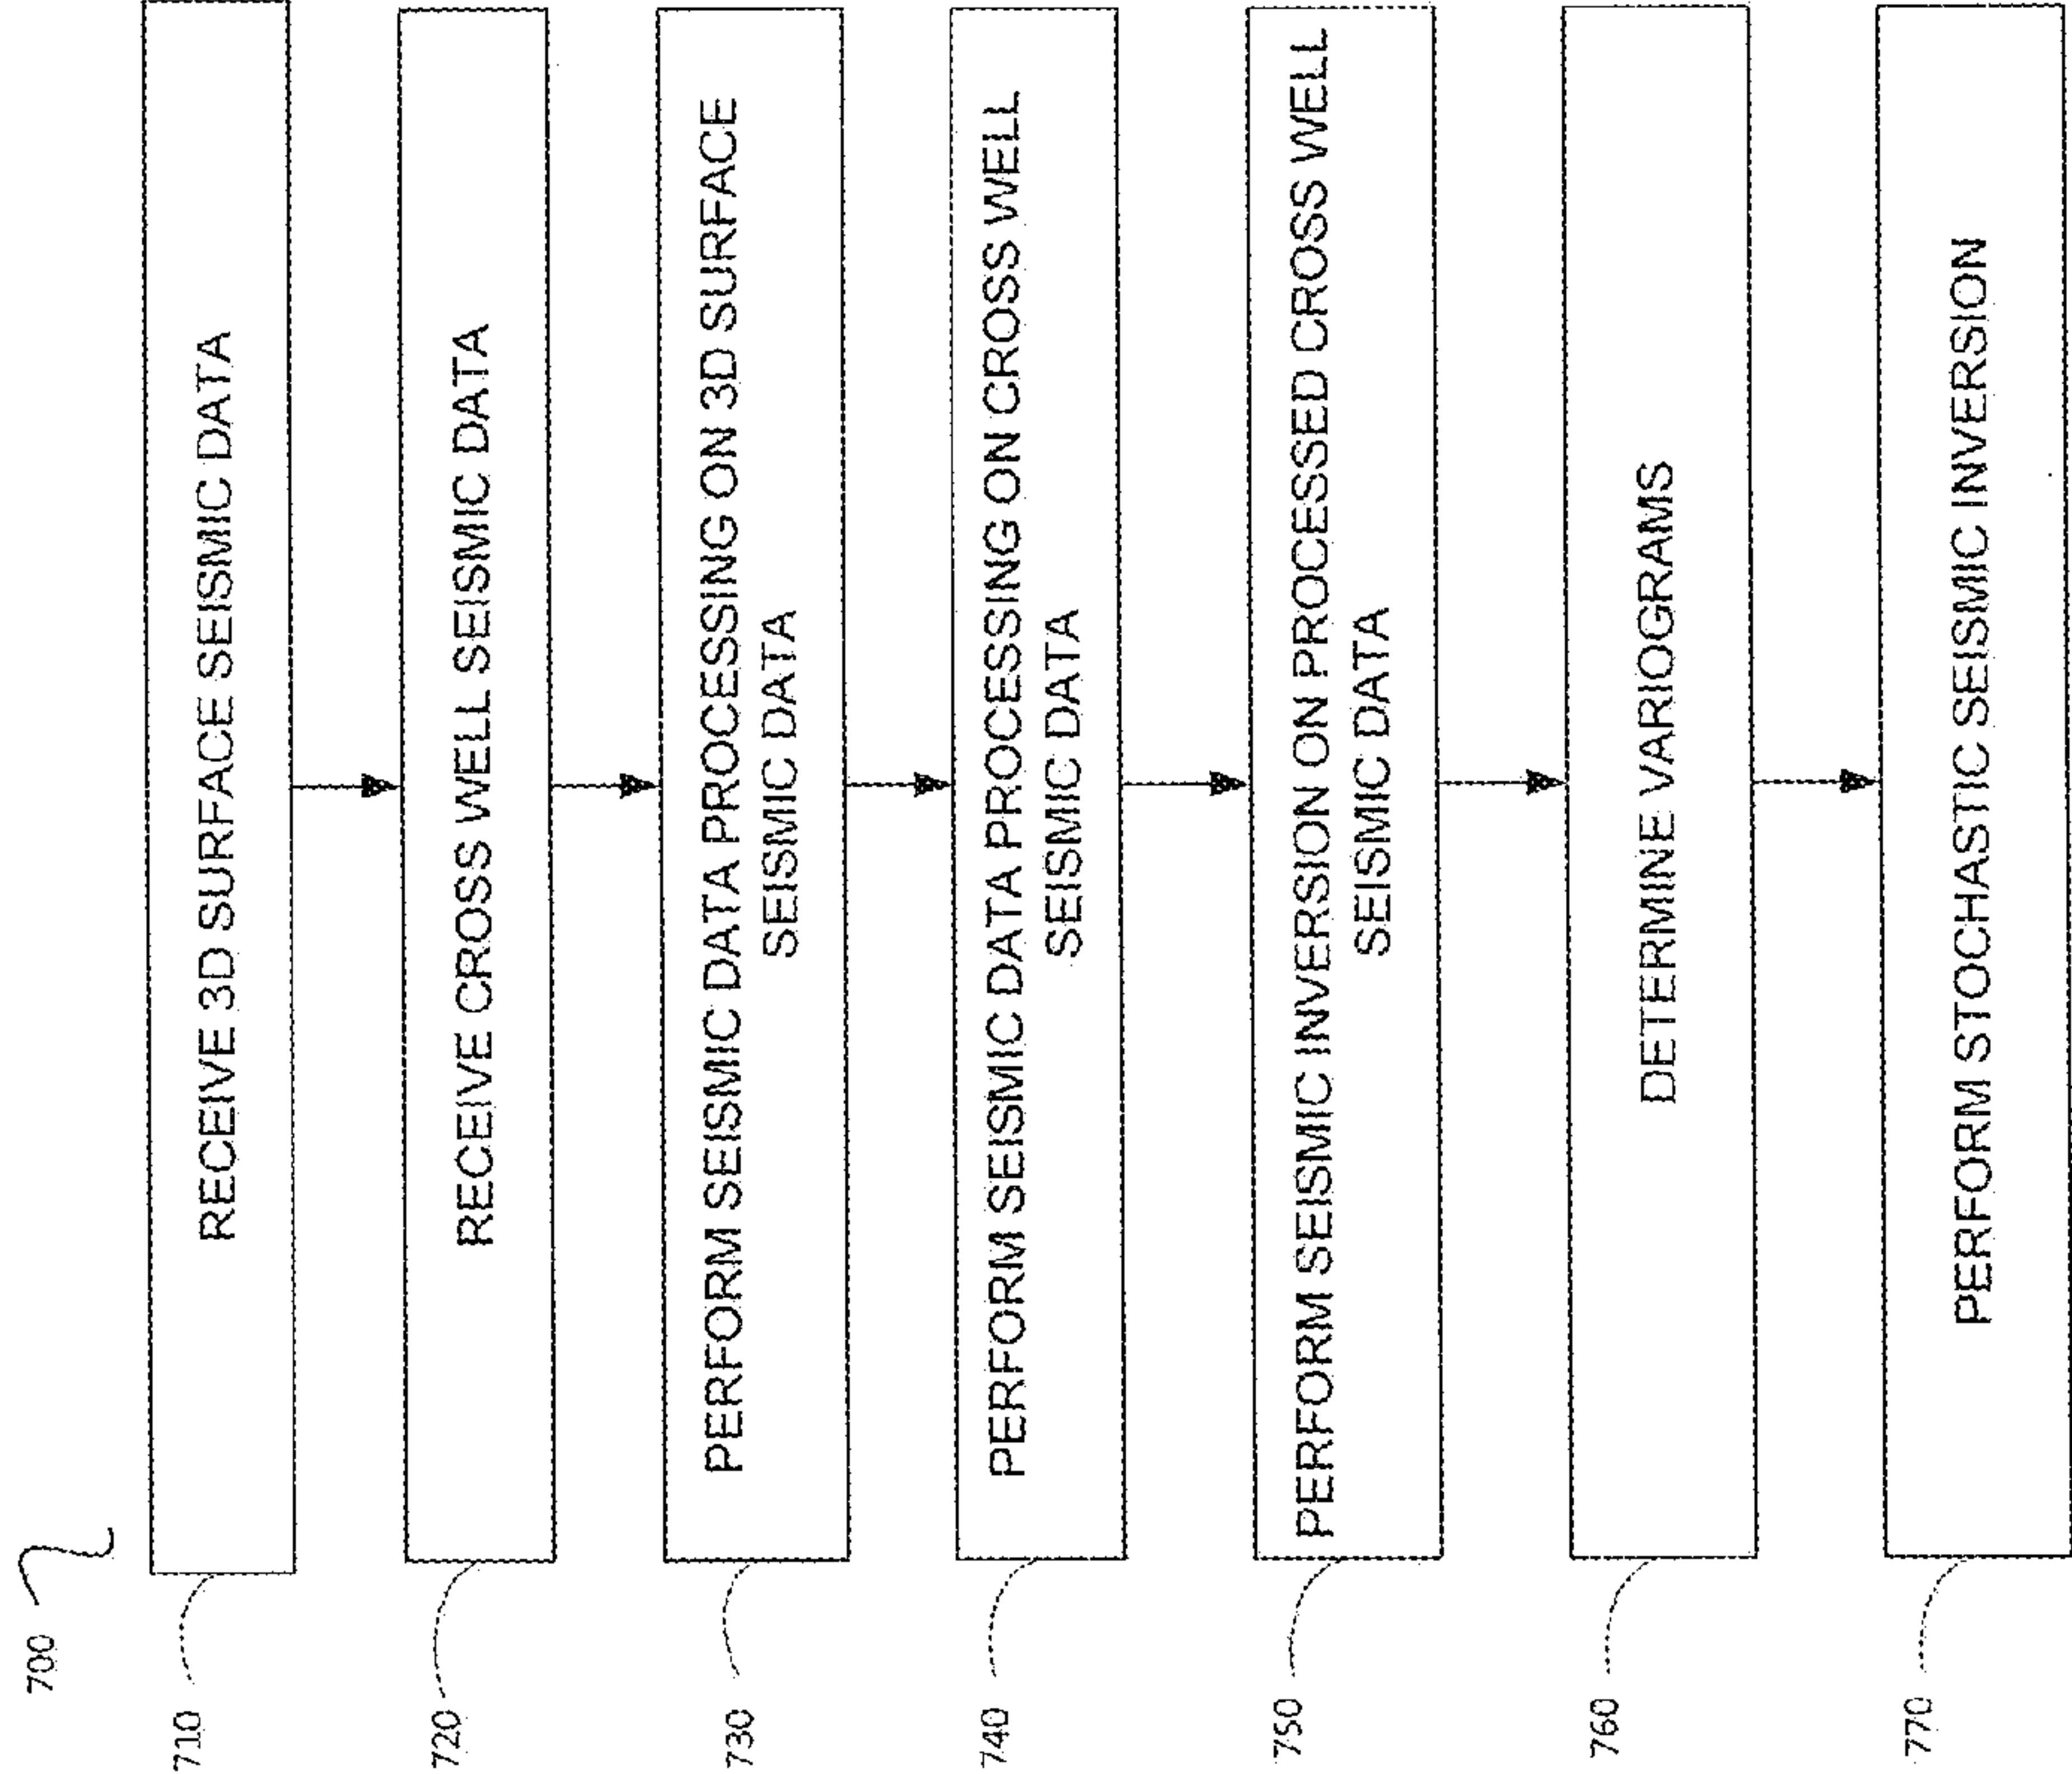 700
710
RECEIVE 3D SURFACE SEISMIC DATA
720
RECEIVE CROSS WELL SEISMIC DATA
730
PERFORM SEISMIC DATA PROCESSING ON 3D SURFACE
SEISMIC DATA
740
PERFORM SEISMIC DATA PROCESSING ON CROSS WELL
SEISMIC DATA
750
PERFORM SEISMIC INVERSION ON PROCESSED CROSS WELL
SEISMIC DATA
760
DETERMINE VARIOGRAMS
770
PERFORM STOCHASTIC SEISMIC INVERSION